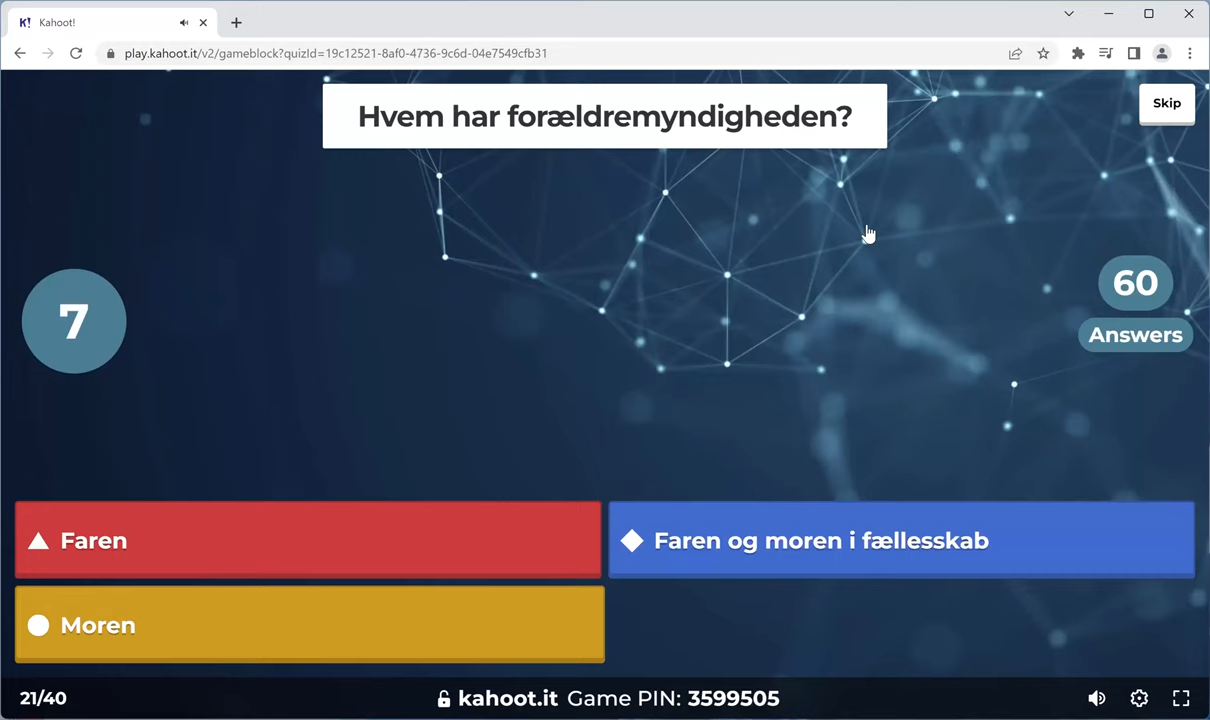 Kahoot!
play.kahoot.it/v2/gameblock?quizId=19c12521-8af0-4736-9c6d-04e7549cfb31
Hvem har forældremyndigheden?
Skip
7
60
Answers
Faren
Faren og moren i fællesskab
Moren
21/40
kahoot.it Game PIN: 3599505